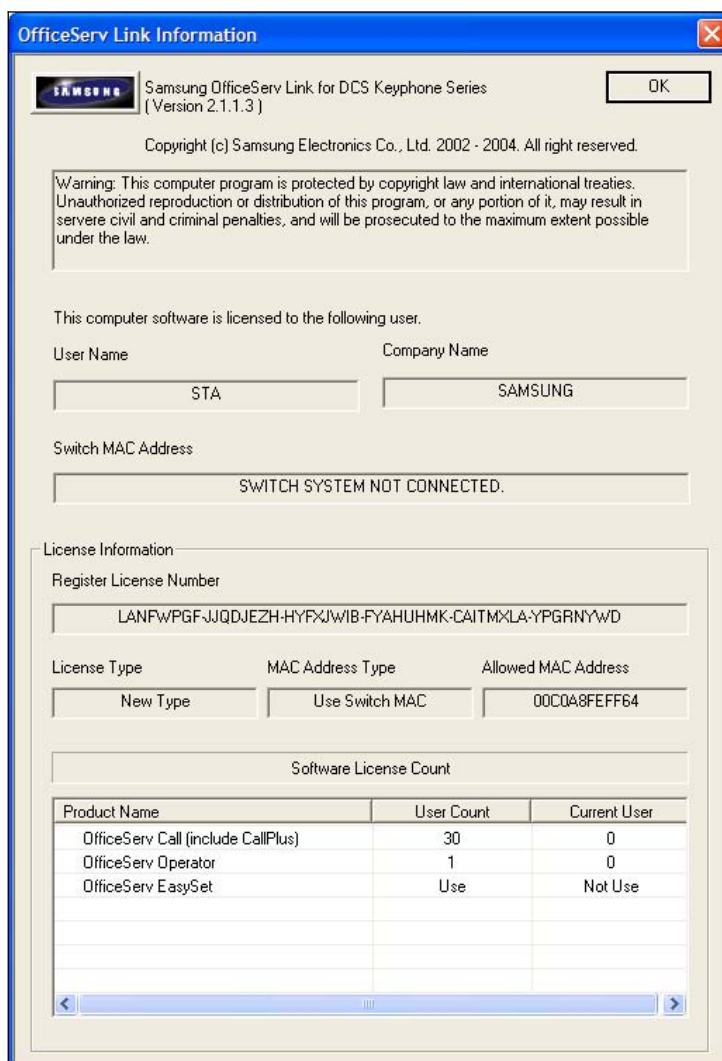 OfficeServ Link Information
SAMSUNG
Samsung OfficeServ Link for DCS Keyphone Series
( Version 2.1.1.3 )
OK
Copyright (c) Samsung Electronics Co., Ltd. 2002 - 2004. All right reserved.
Warning: This computer program is protected by copyright law and international treaties.
Unauthorized reproduction or distribution of this program, or any portion of it, may result in
servere civil and criminal penalties, and will be prosecuted to the maximum extent possible
under the law.
This computer software is licensed to the following user.
User Name
Company Name
STA
SAMSUNG
Switch MAC Address
SWITCH SYSTEM NOT CONNECTED.
License Information
Register License Number
LANFWPGF-JJQDJEZH-HYFXJWIB-FYAHUHMK-CAITMXLA-YPGRNYWD
License Type MAC Address Type Allowed MAC Address
New Type Use Switch MAC 00C0A8FEFF64
Software License Count
Product Name User Count Current User
OfficeServ Call (include CallPlus) 30 0
OfficeServ Operator 1 0
OfficeServ EasySet Use Not Use